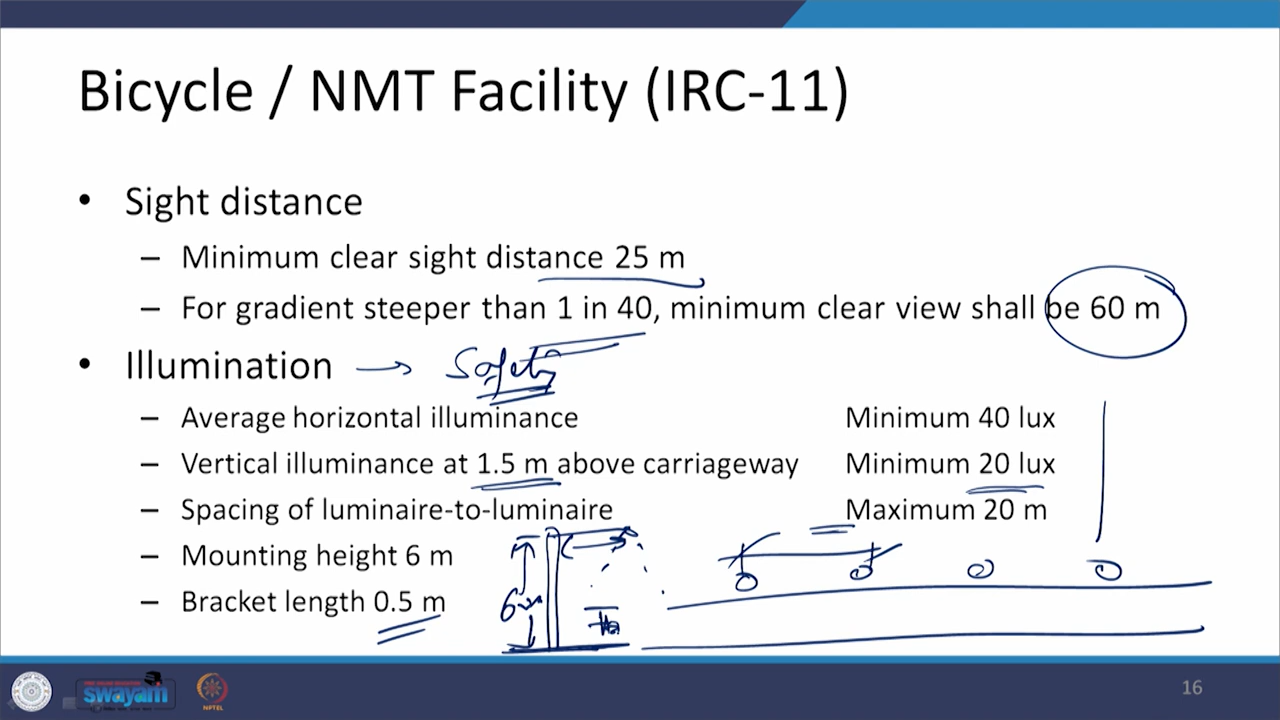 Bicycle / NMT Facility (IRC-11)
• Sight distance
– Minimum clear sight distance 25 m
– For gradient steeper than 1 in 40, minimum clear view shall be 60 m
• Illumination → Safety
– Average horizontal illuminance Minimum 40 lux
– Vertical illuminance at 1.5 m above carriageway Minimum 20 lux
– Spacing of luminaire-to-luminaire Maximum 20 m
– Mounting height 6 m
– Bracket length 0.5 m
6m
swayam
NPTEL
16